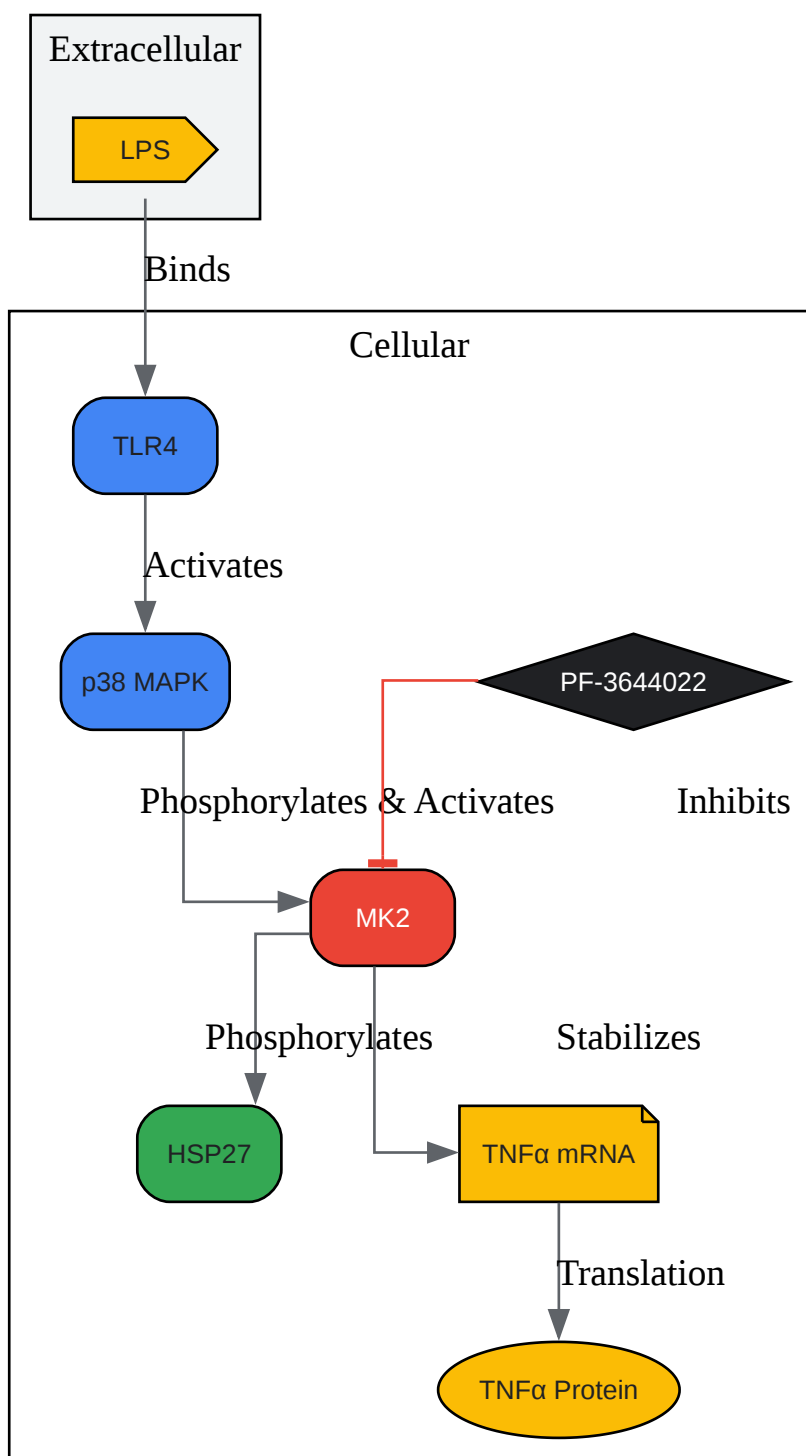 Extracellular
LPS
Binds
Cellular
TLR4
Activates
p38 MAPK
PF-3644022
Phosphorylates & Activates
Inhibits
MK2
Phosphorylates
Stabilizes
HSP27
TNFα mRNA
Translation
TNFα Protein